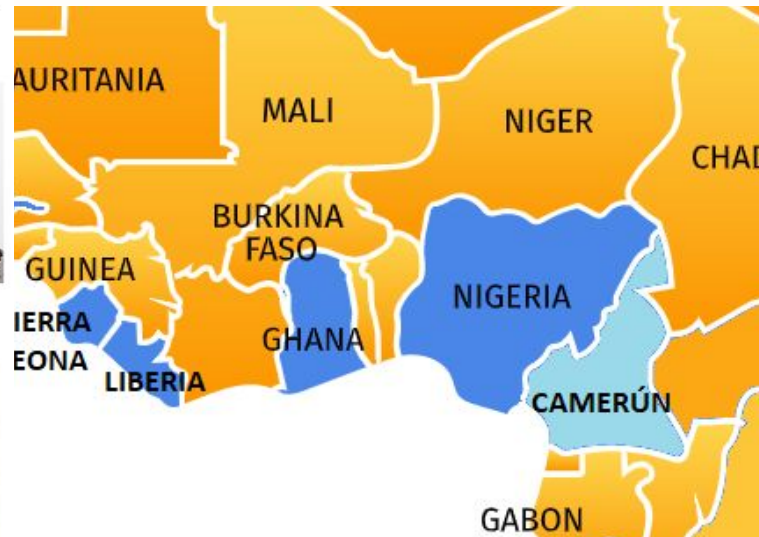 AURITANIA
MALI
NIGER
CHAD
BURKINA
FASO
GUINEA
NIGERIA
IERRA
EONA
GHANA
LIBERIA
CAMERÚN
GABON